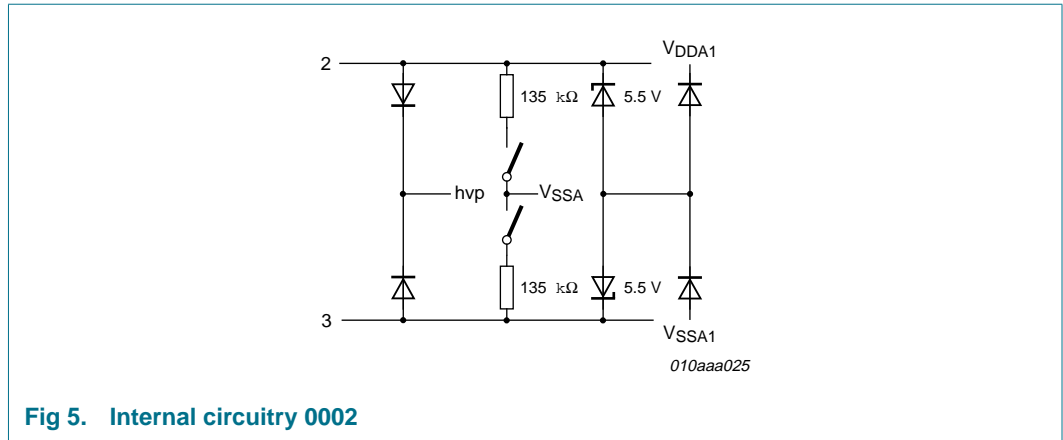 VDDA1
2
135 kΩ
5.5 V
hvp
VSSA
135 kΩ
5.5 V
3
VSSA1
010aaa025
Fig 5. Internal circuitry 0002